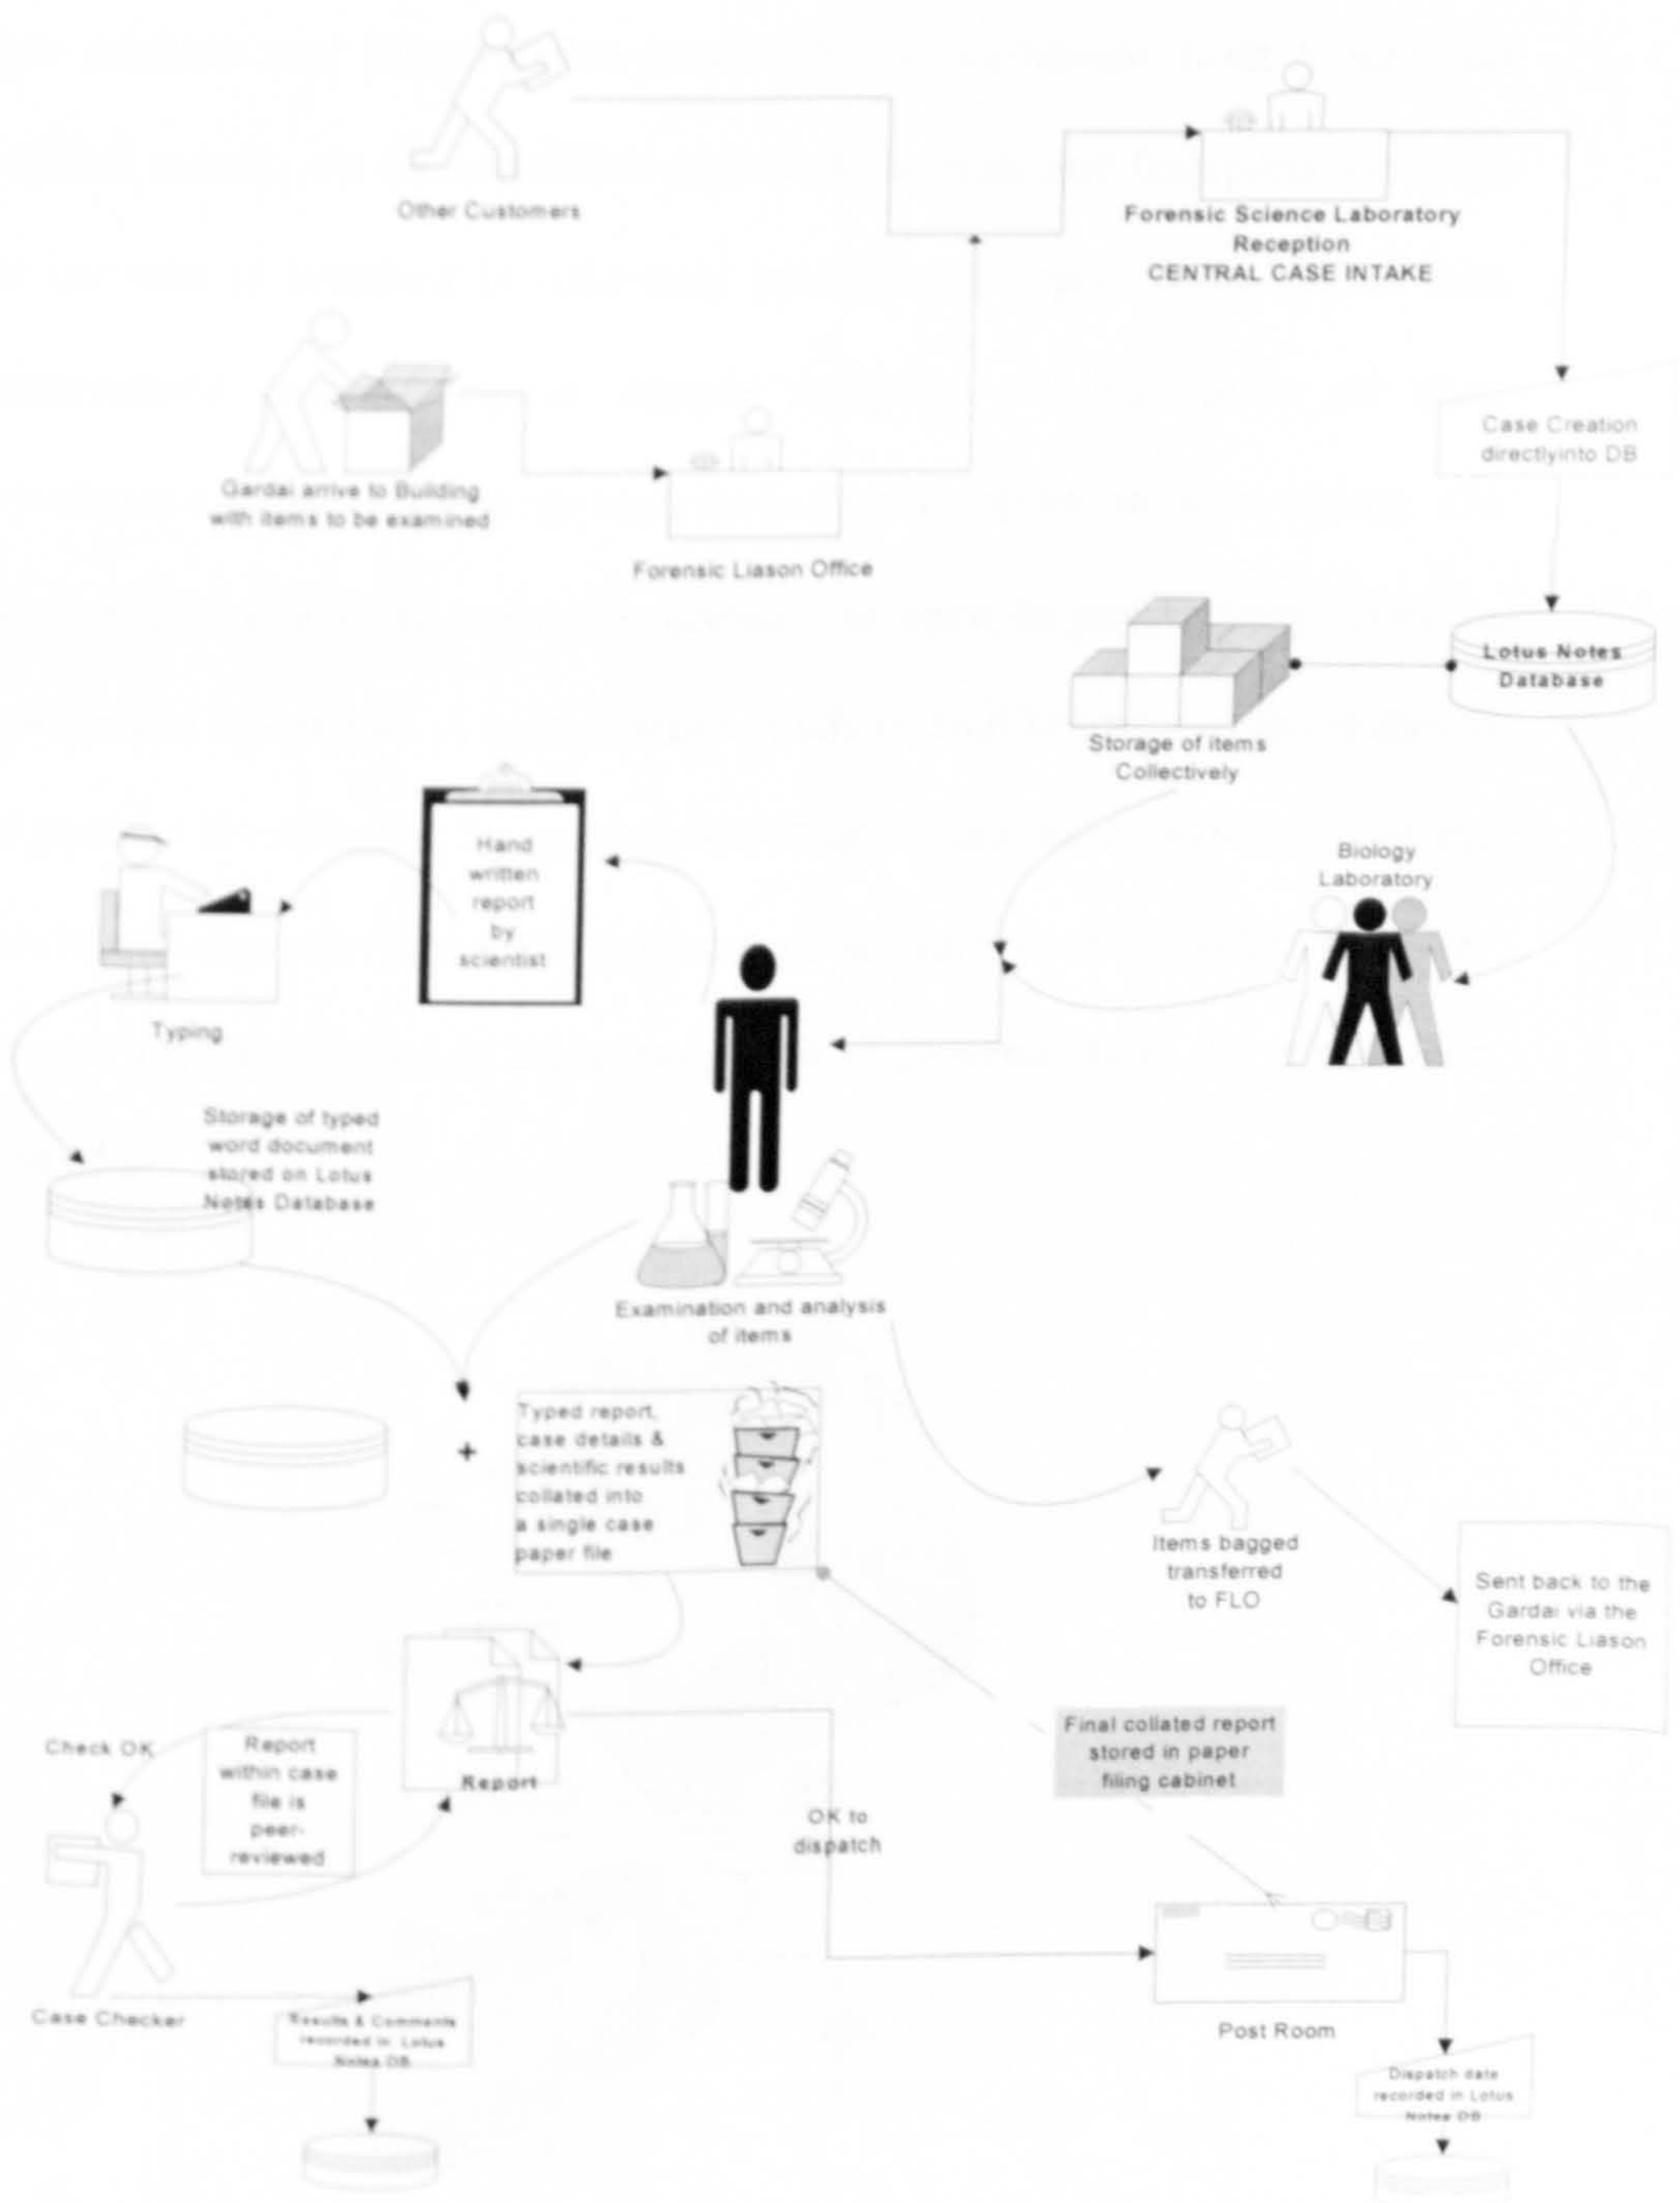 Other Customers
Forensic Science Laboratory
Reception
CENTRAL CASE INTAKE
Gardai arrive to Building
with items to be examined
Forensic Liason Office
Case Creation
directlyinto DB
Lotus Notes
Database
Storage of items
Collectively
Biology
Laboratory
Hand
written
report
by
scientist
Typing
Storage of typed
word document
stored on Lotus
Notes Database
Examination and analysis
of items
+
Typed report,
case details &
scientific results
collated into
a single case
paper file
Items bagged
transferred
to FLO
Sent back to the
Gardai via the
Forensic Liason
Office
Final collated report
stored in paper
filing cabinet
Report
Check OK
Report
within case
file is
peer-
reviewed
OK to
dispatch
Case Checker
Results & Comments
recorded in Lotus
Notes DB
Post Room
Dispatch date
recorded in Lotus
Notes DB